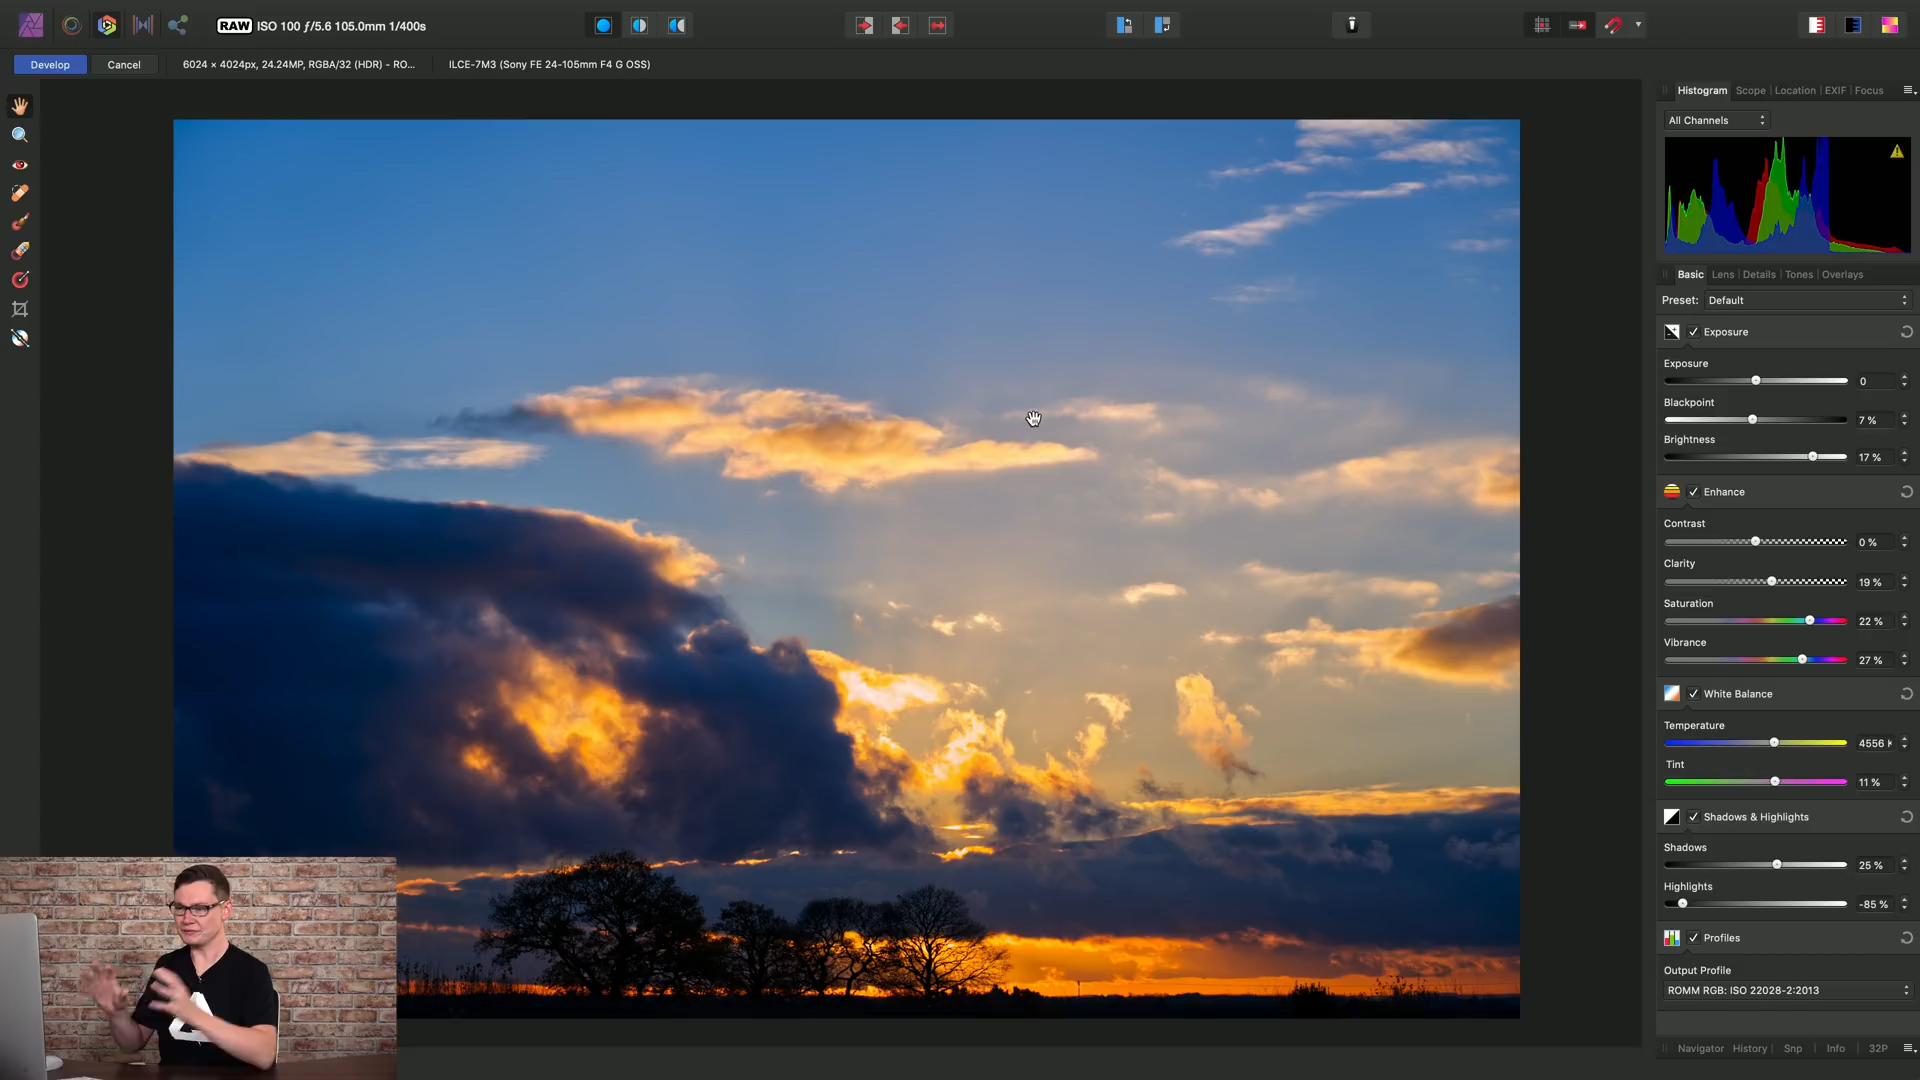 RAW ISO 100 ƒ/5.6 105.0mm 1/400s
Develop
Cancel
6024 × 4024px, 24.24MP, RGBA/32 (HDR) - RO...
ILCE-7M3 (Sony FE 24-105mm F4 G OSS)
Histogram
Scope
Location
EXIF
Focus
All Channels
Basic
Lens
Details
Tones
Overlays
Preset: Default
Exposure
Exposure
0
Blackpoint
7 %
Brightness
17 %
Enhance
Contrast
0 %
Clarity
19 %
Saturation
22 %
Vibrance
27 %
White Balance
Temperature
4556 K
Tint
11 %
Shadows & Highlights
Shadows
25 %
Highlights
-85 %
Profiles
Output Profile
ROMM RGB: ISO 22028-2:2013
Navigator
History
Snp
Info
32P